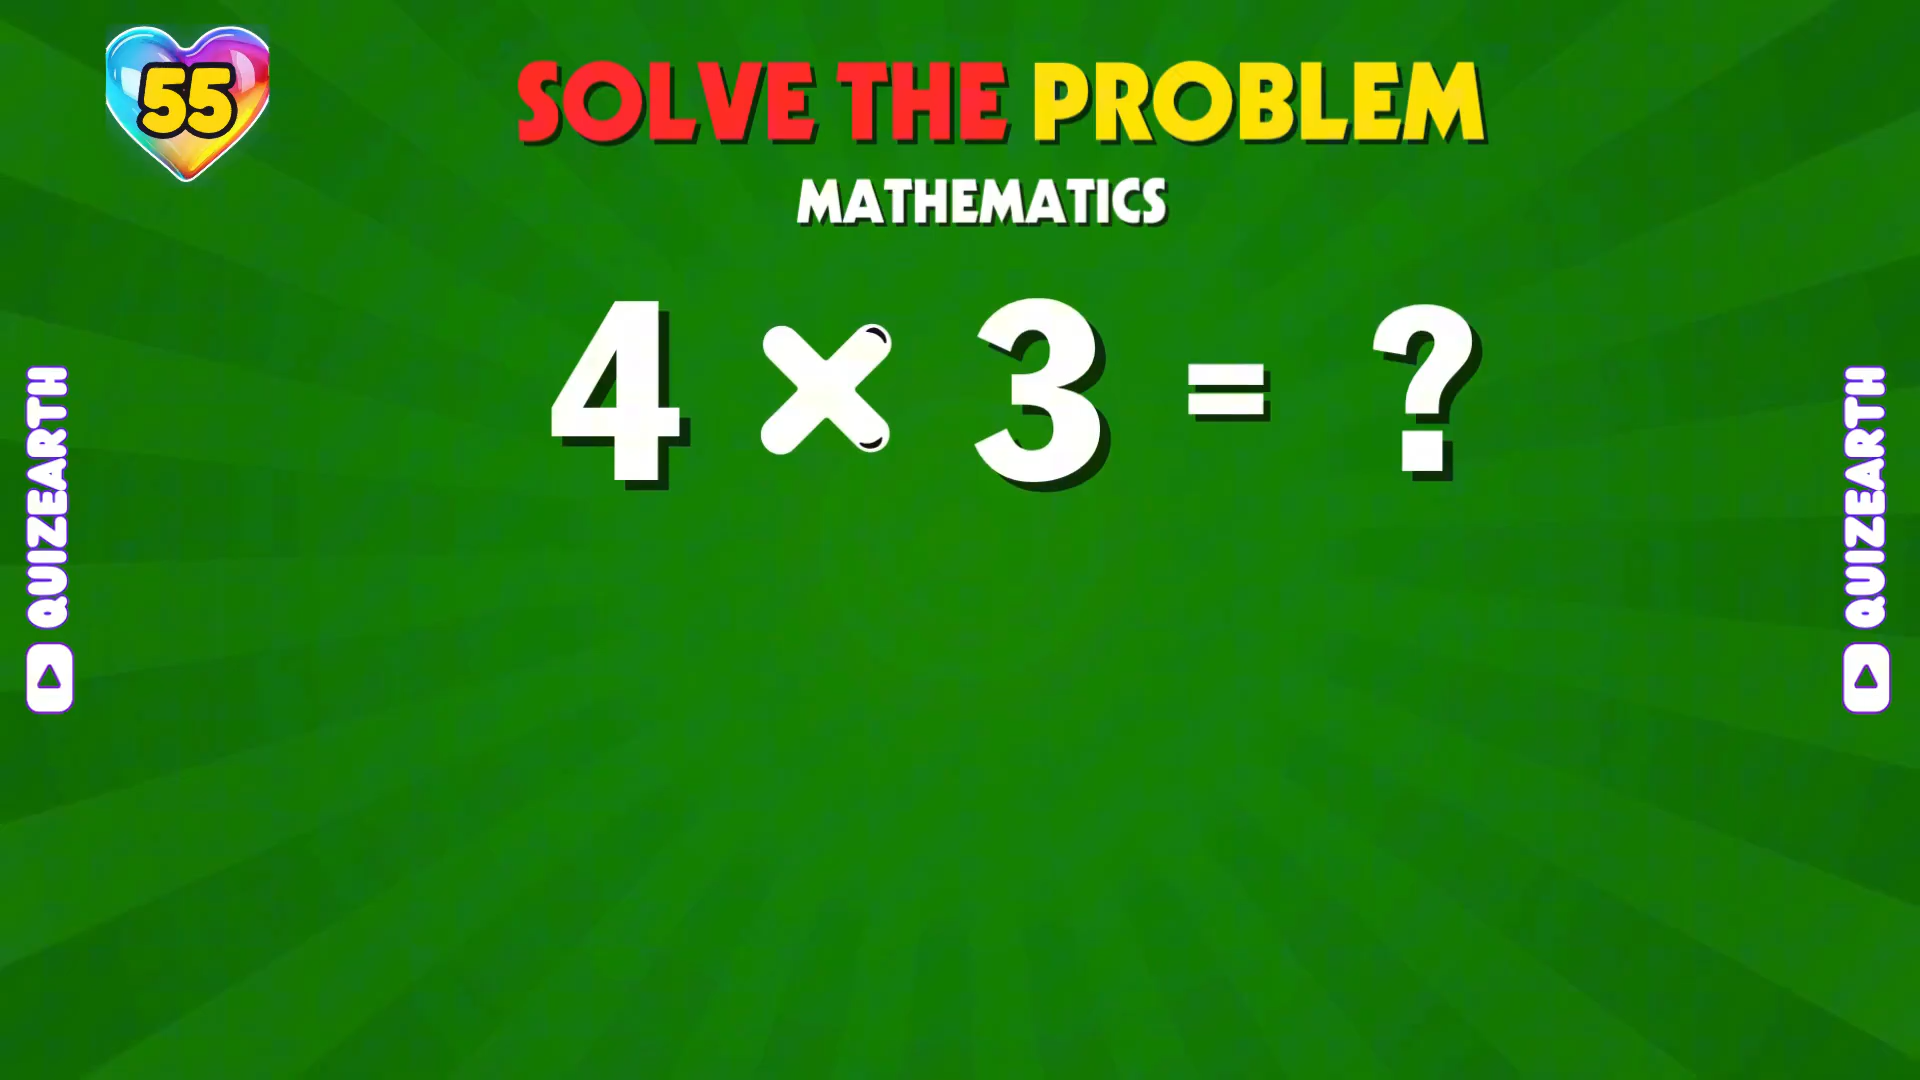 55
SOLVE THE PROBLEM
MATHEMATICS
4 × 3 = ?
QUIZEARTH
QUIZEARTH